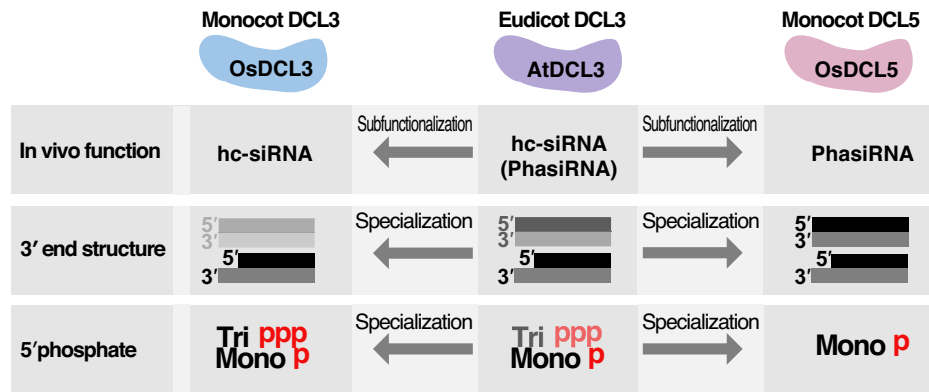 Monocot DCL3 Eudicot DCL3 Monocot DCL5
OsDCL3 AtDCL3 OsDCL5
In vivo function
hc-siRNA
Subfunctionalization
hc-siRNA
(PhasiRNA)
Subfunctionalization
PhasiRNA
3′ end structure
5′
3′
5′
3′
Specialization
5′
3′
5′
3′
Specialization
5′
3′
5′
3′
5′phosphate
Tri ppp
Mono p
Specialization
Tri ppp
Mono p
Specialization
Mono p